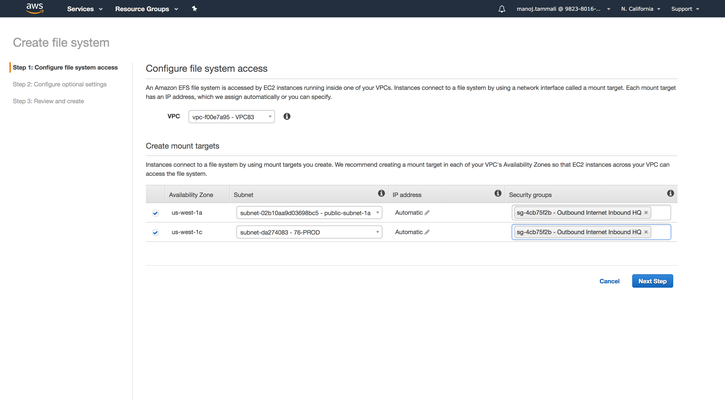 aws Services Resource Groups manoj.tammali @ 9823-8016-... N. California Support
Create file system
Step 1: Configure file system access
Step 2: Configure optional settings
Step 3: Review and create
Configure file system access
An Amazon EFS file system is accessed by EC2 instances running inside one of your VPCs. Instances connect to a file system by using a network interface called a mount target. Each mount target
has an IP address, which we assign automatically or you can specify.
VPC vpc-f00e7a95 - VPC83
Create mount targets
Instances connect to a file system by using mount targets you create. We recommend creating a mount target in each of your VPC's Availability Zones so that EC2 instances across your VPC can
access the file system.
Availability Zone Subnet IP address Security groups
us-west-1a subnet-02b10aa9d03698bc5 - public-subnet-1a Automatic sg-4cb75f2b - Outbound Internet Inbound HQ ×
us-west-1c subnet-da274083 - 76-PROD Automatic sg-4cb75f2b - Outbound Internet Inbound HQ ×
Cancel Next Step